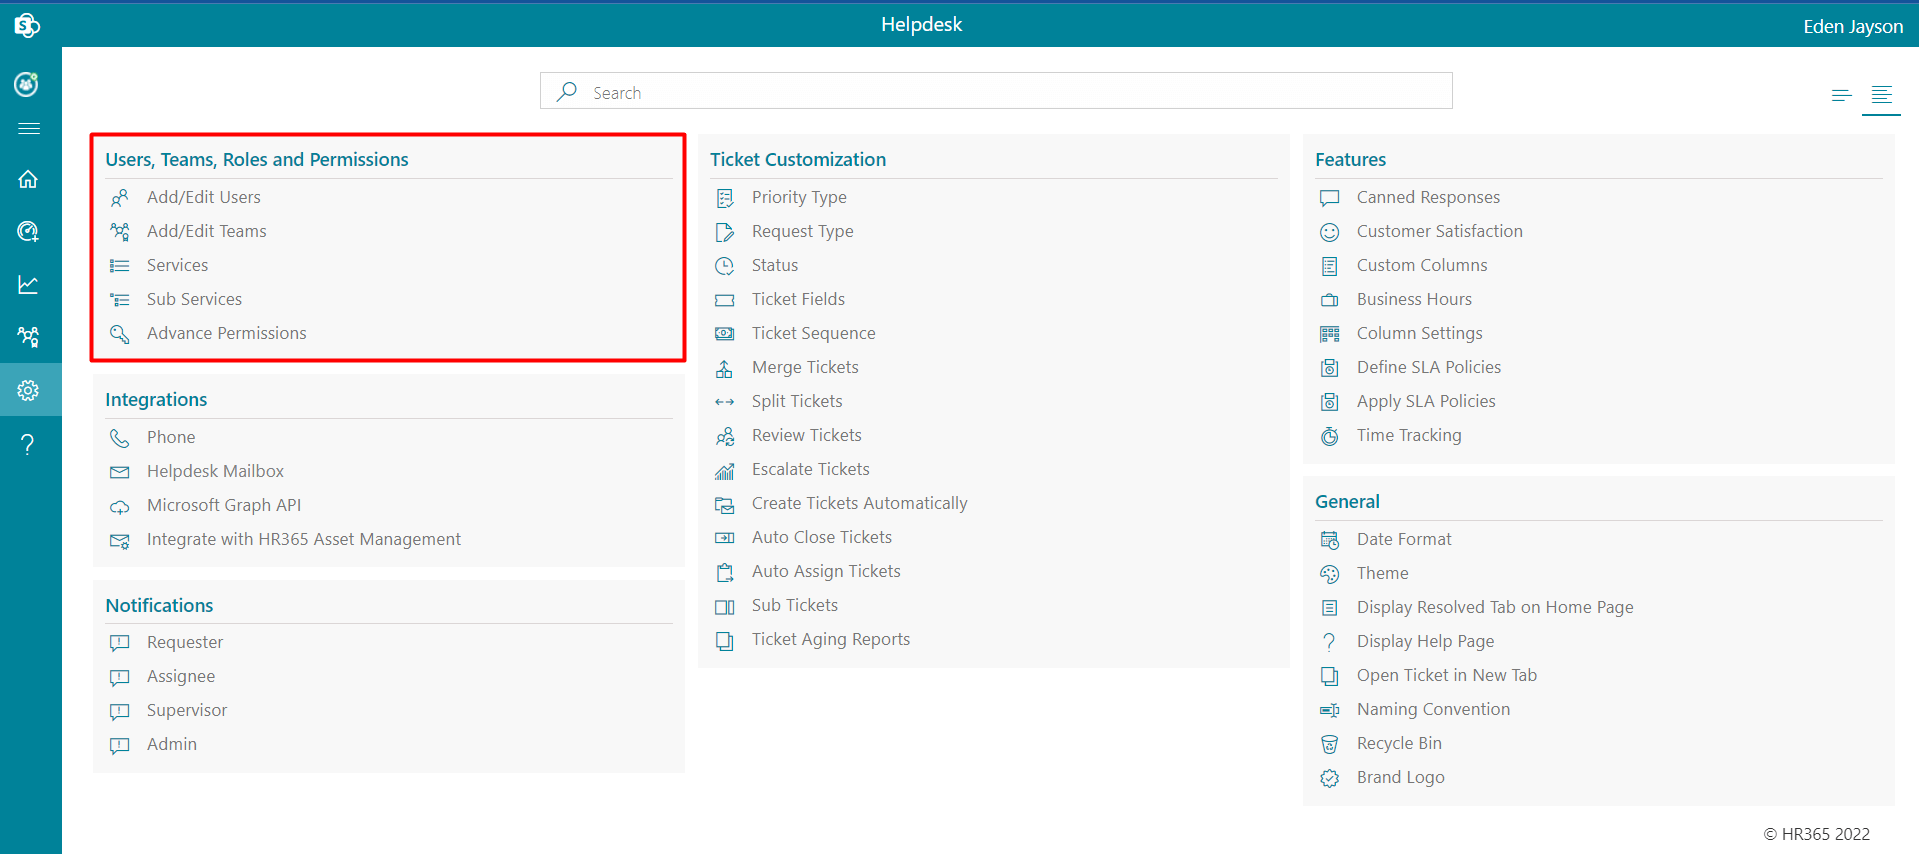 Helpdesk
Eden Jayson
Search
Users, Teams, Roles and Permissions
Add/Edit Users
Add/Edit Teams
Services
Sub Services
Advance Permissions
Integrations
Phone
Helpdesk Mailbox
Microsoft Graph API
Integrate with HR365 Asset Management
Notifications
Requester
Assignee
Supervisor
Admin
Ticket Customization
Priority Type
Request Type
Status
Ticket Fields
Ticket Sequence
Merge Tickets
Split Tickets
Review Tickets
Escalate Tickets
Create Tickets Automatically
Auto Close Tickets
Auto Assign Tickets
Sub Tickets
Ticket Aging Reports
Features
Canned Responses
Customer Satisfaction
Custom Columns
Business Hours
Column Settings
Define SLA Policies
Apply SLA Policies
Time Tracking
General
Date Format
Theme
Display Resolved Tab on Home Page
Display Help Page
Open Ticket in New Tab
Naming Convention
Recycle Bin
Brand Logo
© HR365 2022